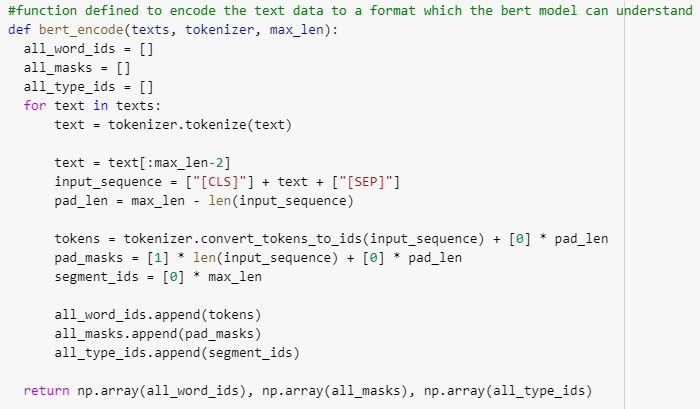 #function defined to encode the text data to a format which the bert model can understand
def bert_encode(texts, tokenizer, max_len):
  all_word_ids = []
  all_masks = []
  all_type_ids = []
  for text in texts:
      text = tokenizer.tokenize(text)

      text = text[:max_len-2]
      input_sequence = ["[CLS]"] + text + ["[SEP]"]
      pad_len = max_len - len(input_sequence)

      tokens = tokenizer.convert_tokens_to_ids(input_sequence) + [0] * pad_len
      pad_masks = [1] * len(input_sequence) + [0] * pad_len
      segment_ids = [0] * max_len

      all_word_ids.append(tokens)
      all_masks.append(pad_masks)
      all_type_ids.append(segment_ids)

  return np.array(all_word_ids), np.array(all_masks), np.array(all_type_ids)